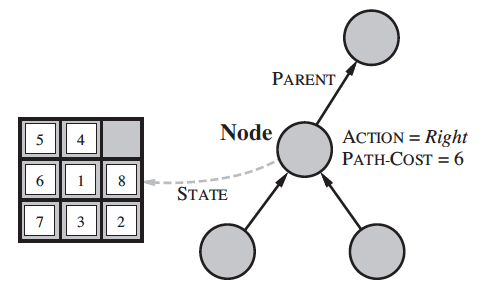 PARENT
Node
ACTION = Right
PATH-COST = 6
STATE
5 4
6 1 8
7 3 2